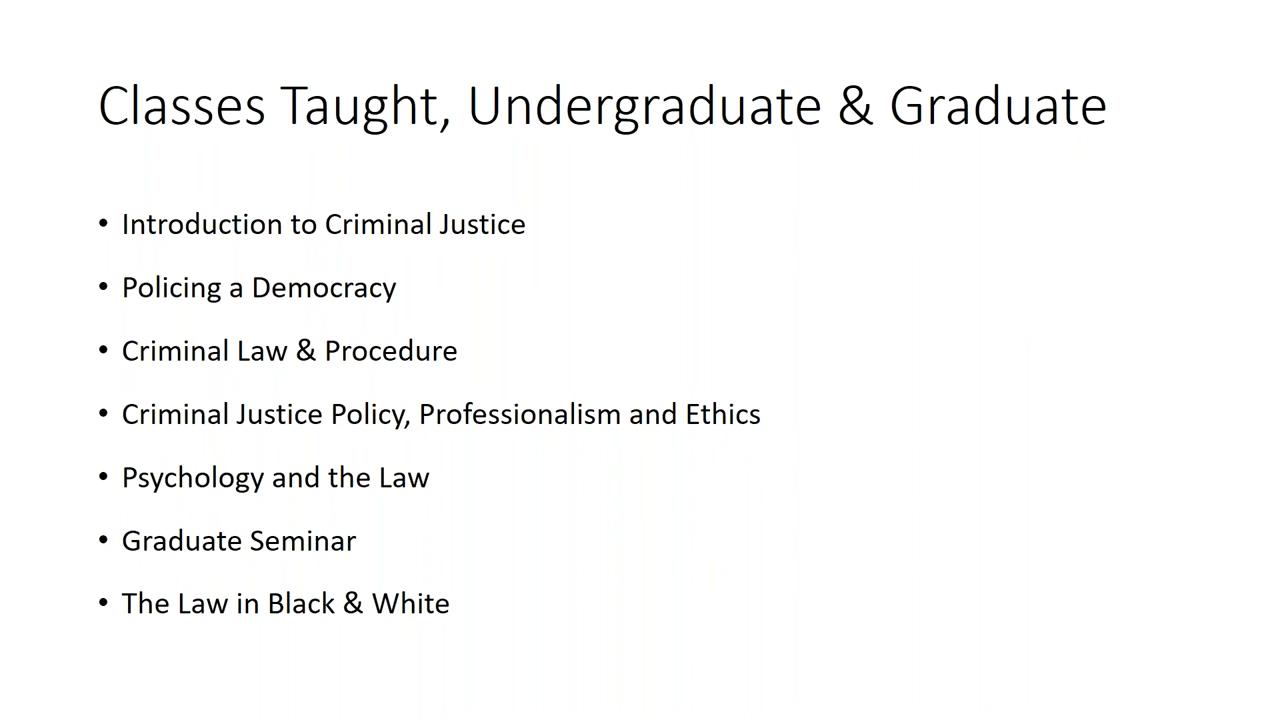 Classes Taught, Undergraduate & Graduate
• Introduction to Criminal Justice
• Policing a Democracy
• Criminal Law & Procedure
• Criminal Justice Policy, Professionalism and Ethics
• Psychology and the Law
• Graduate Seminar
• The Law in Black & White